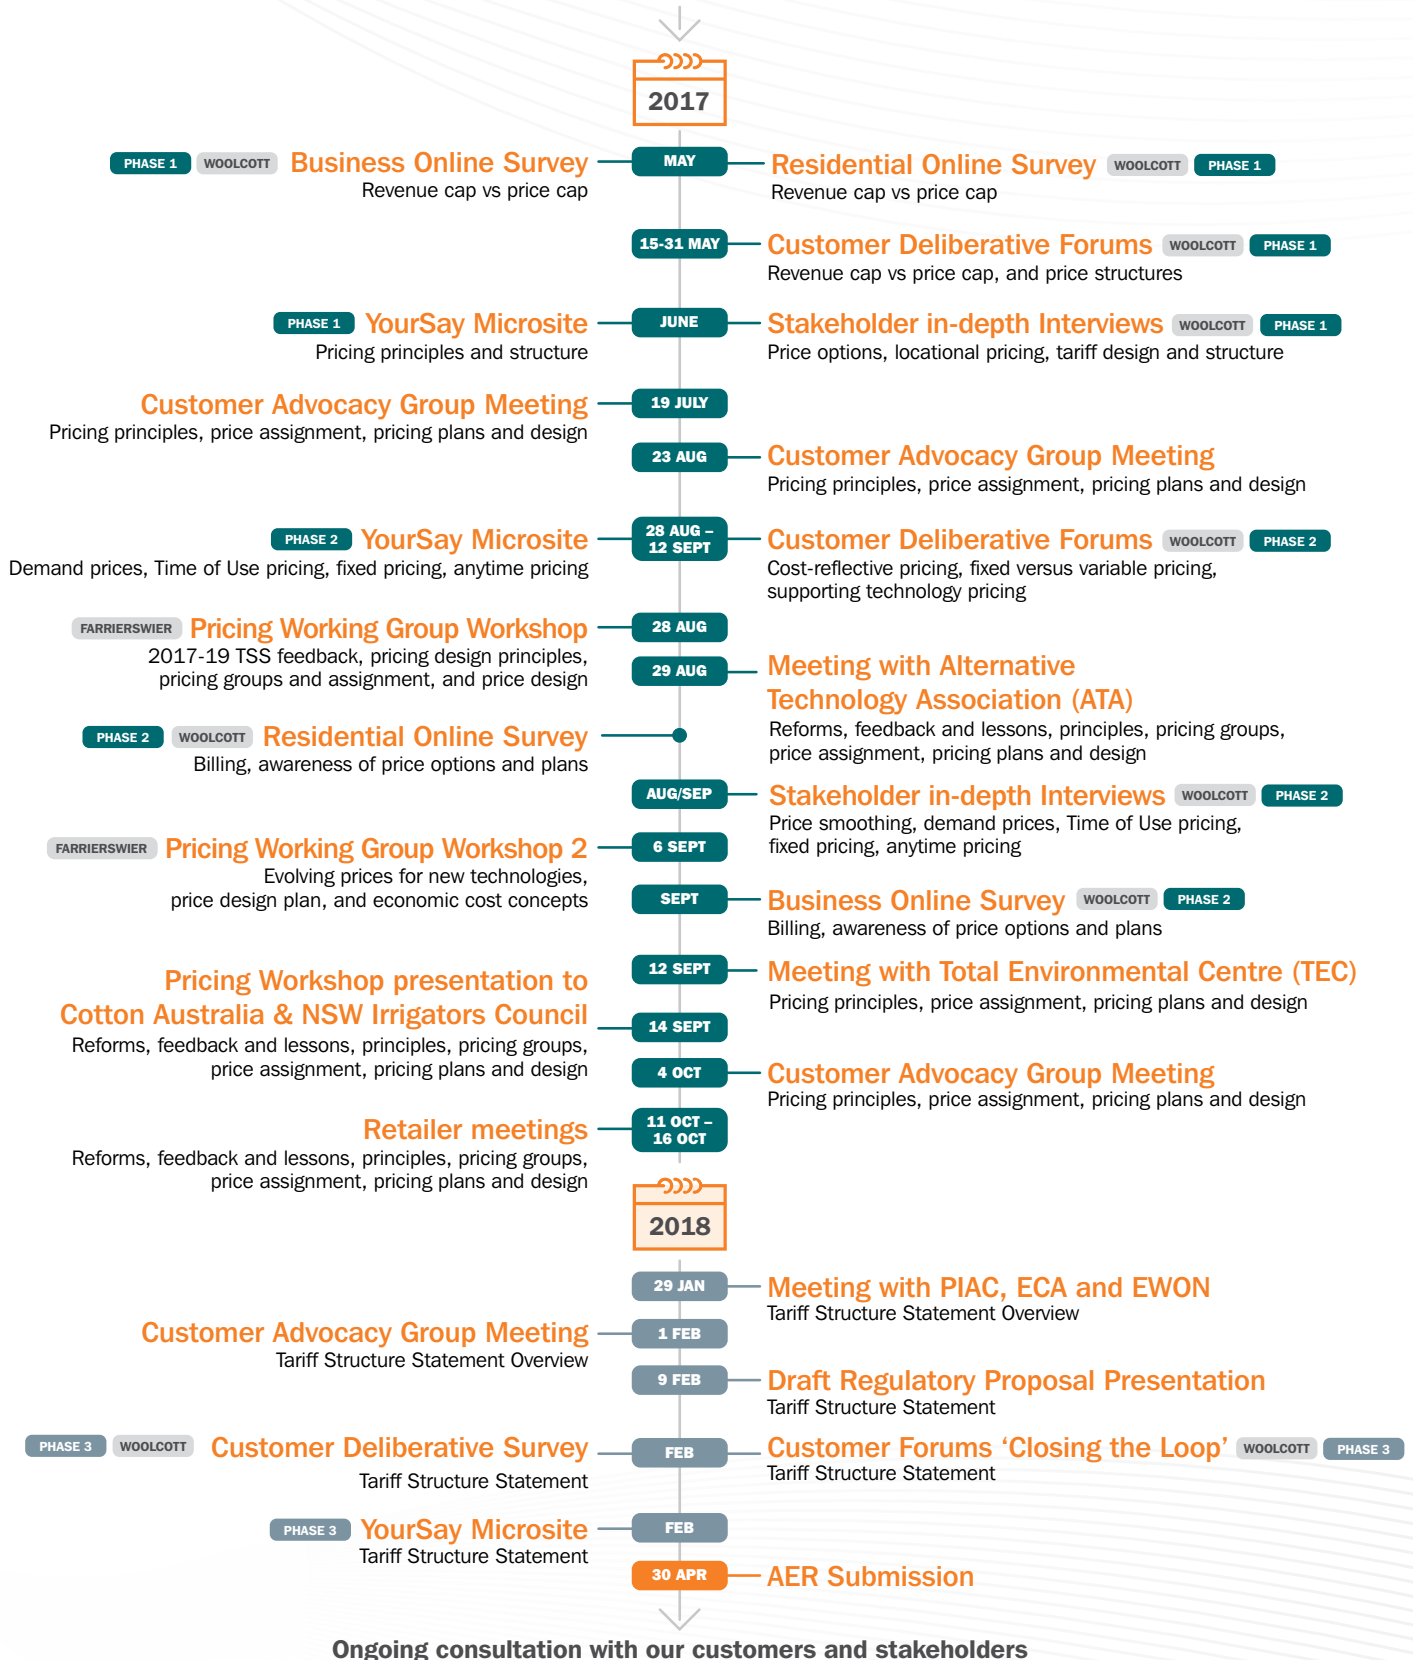 2017
PHASE 1 WOOLCOTT Business Online Survey
Revenue cap vs price cap
MAY
Residential Online Survey WOOLCOTT PHASE 1
Revenue cap vs price cap
15-31 MAY
Customer Deliberative Forums WOOLCOTT PHASE 1
Revenue cap vs price cap, and price structures
PHASE 1 YourSay Microsite
Pricing principles and structure
JUNE
Stakeholder in-depth Interviews WOOLCOTT PHASE 1
Price options, locational pricing, tariff design and structure
Customer Advocacy Group Meeting
Pricing principles, price assignment, pricing plans and design
19 JULY
23 AUG
Customer Advocacy Group Meeting
Pricing principles, price assignment, pricing plans and design
PHASE 2 YourSay Microsite
Demand prices, Time of Use pricing, fixed pricing, anytime pricing
28 AUG –
12 SEPT
Customer Deliberative Forums WOOLCOTT PHASE 2
Cost-reflective pricing, fixed versus variable pricing,
supporting technology pricing
FARRIERSWIER Pricing Working Group Workshop
2017-19 TSS feedback, pricing design principles,
pricing groups and assignment, and price design
28 AUG
29 AUG
Meeting with Alternative
Technology Association (ATA)
Reforms, feedback and lessons, principles, pricing groups,
price assignment, pricing plans and design
PHASE 2 WOOLCOTT Residential Online Survey
Billing, awareness of price options and plans
AUG/SEP
Stakeholder in-depth Interviews WOOLCOTT PHASE 2
Price smoothing, demand prices, Time of Use pricing,
fixed pricing, anytime pricing
FARRIERSWIER Pricing Working Group Workshop 2
Evolving prices for new technologies,
price design plan, and economic cost concepts
6 SEPT
SEPT
Business Online Survey WOOLCOTT PHASE 2
Billing, awareness of price options and plans
12 SEPT
Meeting with Total Environmental Centre (TEC)
Pricing principles, price assignment, pricing plans and design
Pricing Workshop presentation to
Cotton Australia & NSW Irrigators Council
Reforms, feedback and lessons, principles, pricing groups,
price assignment, pricing plans and design
14 SEPT
4 OCT
Customer Advocacy Group Meeting
Pricing principles, price assignment, pricing plans and design
Retailer meetings
Reforms, feedback and lessons, principles, pricing groups,
price assignment, pricing plans and design
11 OCT –
16 OCT
2018
29 JAN
Meeting with PIAC, ECA and EWON
Tariff Structure Statement Overview
Customer Advocacy Group Meeting
Tariff Structure Statement Overview
1 FEB
9 FEB
Draft Regulatory Proposal Presentation
Tariff Structure Statement
PHASE 3 WOOLCOTT Customer Deliberative Survey
Tariff Structure Statement
FEB
Customer Forums ‘Closing the Loop’ WOOLCOTT PHASE 3
Tariff Structure Statement
PHASE 3 YourSay Microsite
Tariff Structure Statement
FEB
30 APR
AER Submission
Ongoing consultation with our customers and stakeholders